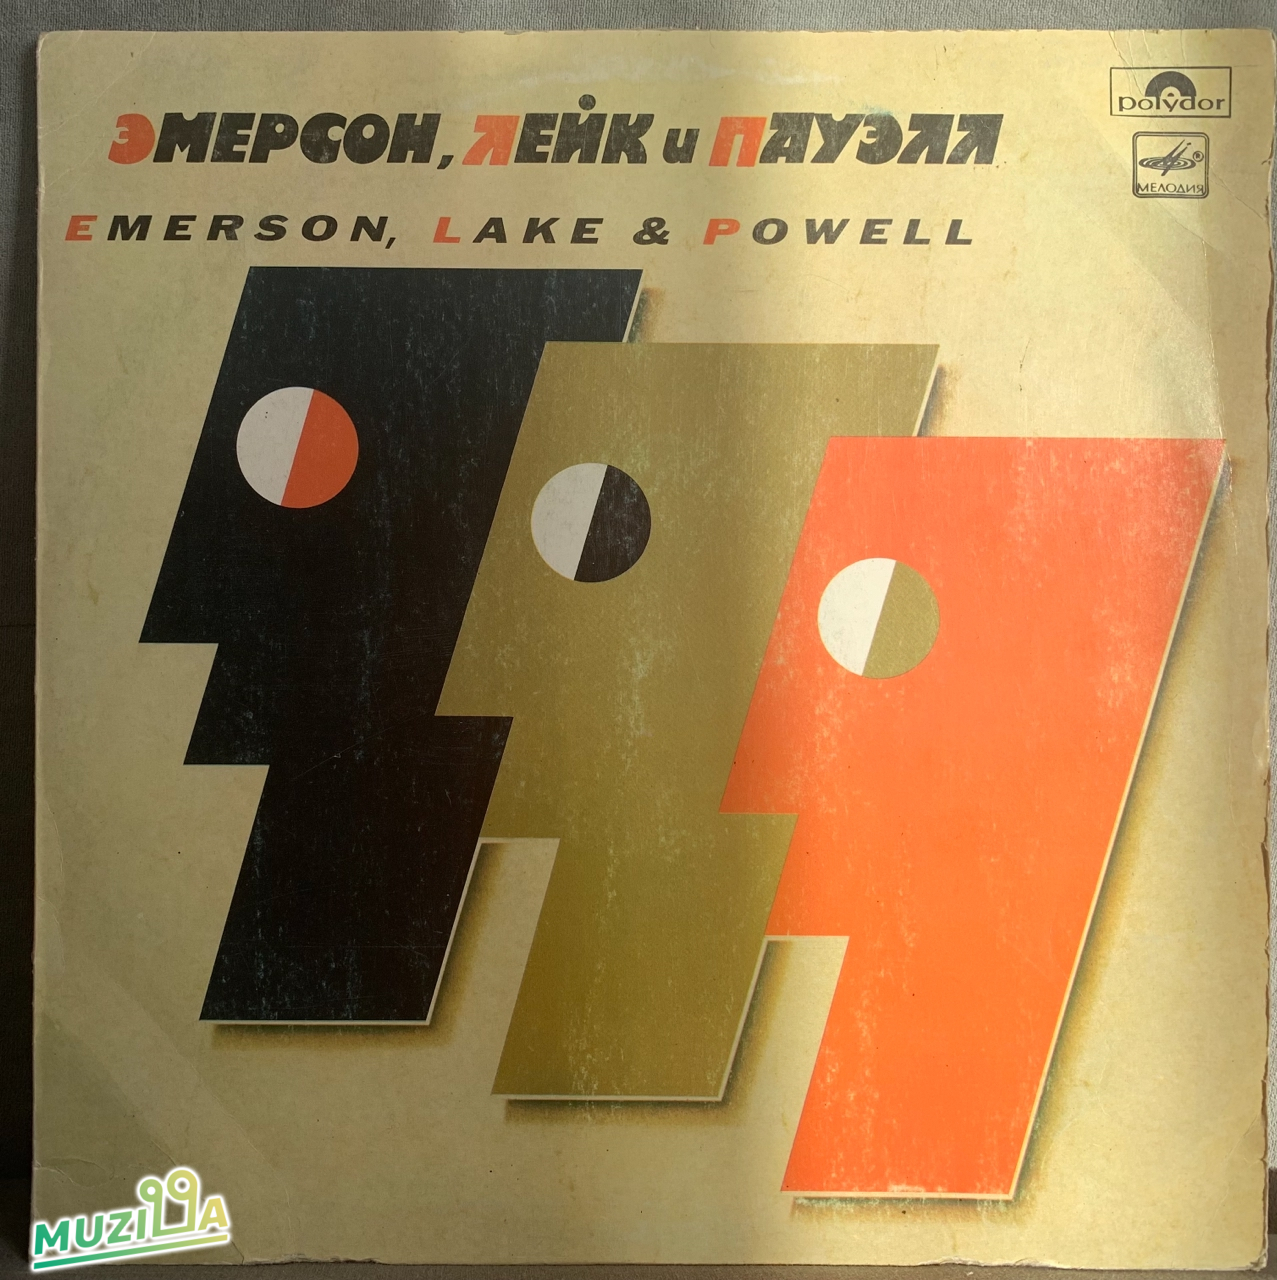 ЭМЕРСОН, ЛЕЙК и ПАУЭЛЛ
EMERSON, LAKE & POWELL
polydor
МЕЛОДИЯ
MUZILLA